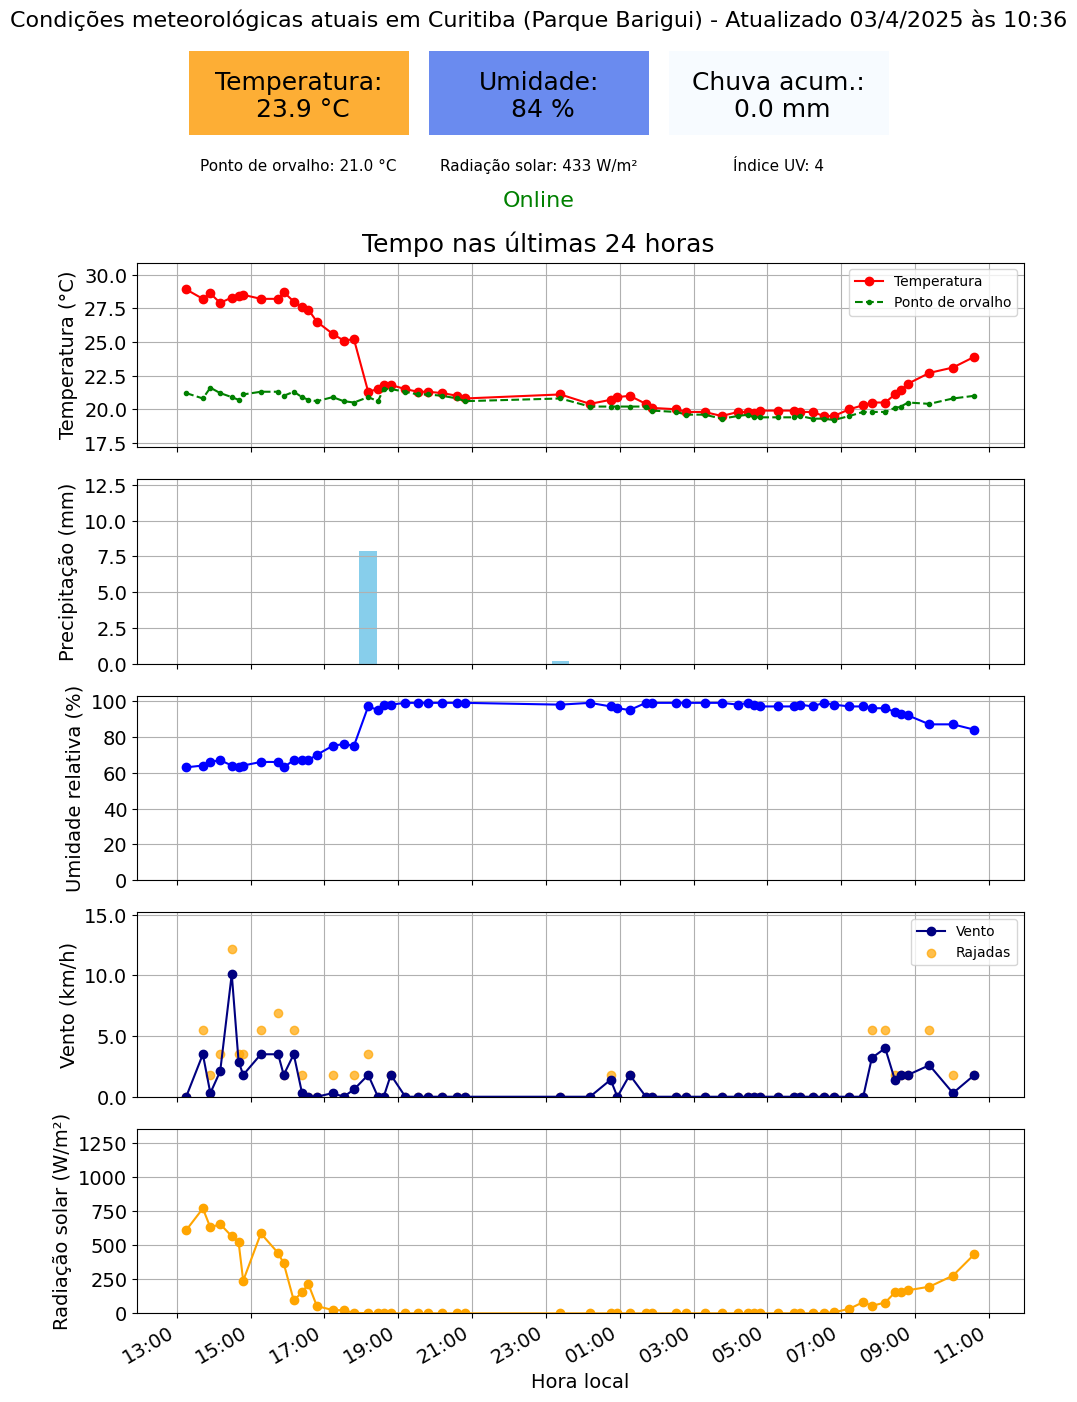 Condições meteorológicas atuais em Curitiba (Parque Barigui) - Atualizado 03/4/2025 às 10:36
Temperatura:
23.9 °C
Umidade:
84 %
Chuva acum.:
0.0 mm
Ponto de orvalho: 21.0 °C
Radiação solar: 433 W/m²
Índice UV: 4
Online
Tempo nas últimas 24 horas
Temperatura (°C)
30.0
27.5
25.0
22.5
20.0
17.5
Temperatura
Ponto de orvalho
Precipitação (mm)
12.5
10.0
7.5
5.0
2.5
0.0
Umidade relativa (%)
100
80
60
40
20
0
Vento (km/h)
15.0
10.0
5.0
0.0
Vento
Rajadas
Radiação solar (W/m²)
1250
1000
750
500
250
0
13:00
15:00
17:00
19:00
21:00
23:00
01:00
03:00
05:00
07:00
09:00
11:00
Hora local